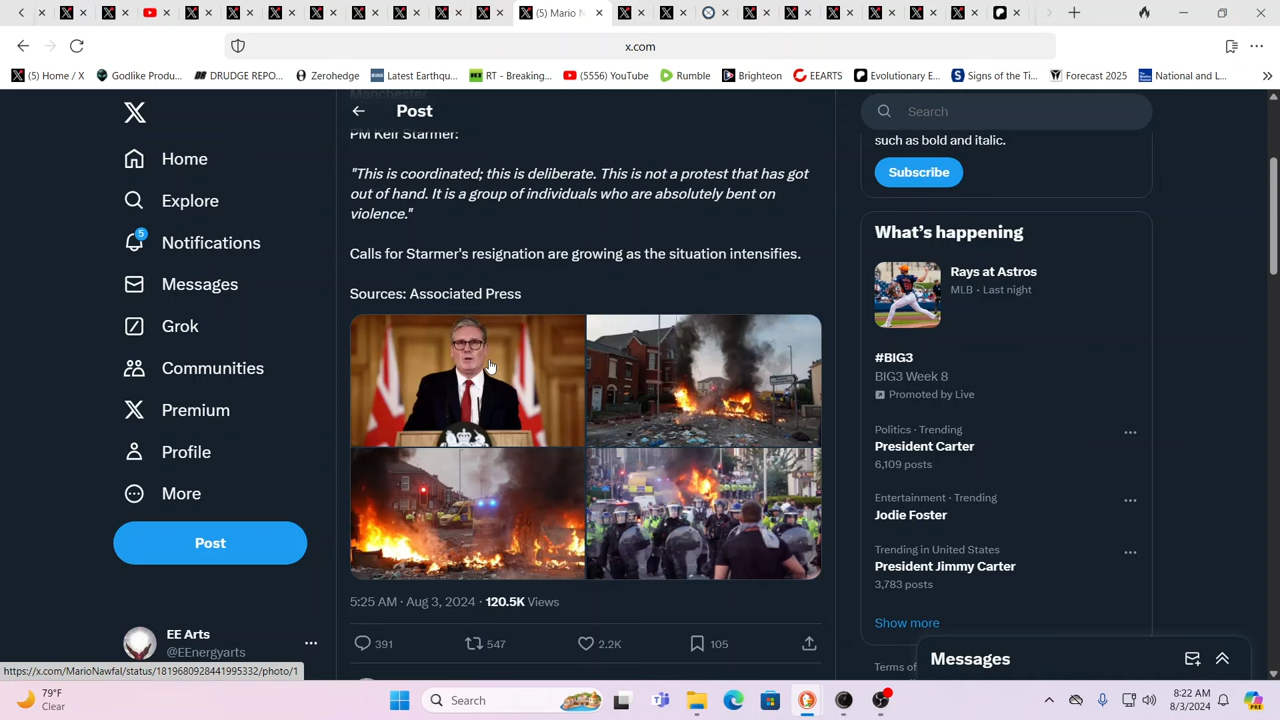 (5) Mario N
x.com
(5) Home / X
Godlike Produ...
DRUDGE REPO...
Zerohedge
Latest Earthqu...
RT - Breaking...
(5556) YouTube
Rumble
Brighteon
EEARTS
Evolutionary E...
Signs of the Ti...
Forecast 2025
National and L...
Home
Explore
5
Notifications
Messages
Grok
Communities
Premium
Profile
More
Post
EE Arts
@EEnergyarts
https://x.com/MarioNawfal/status/1819680928441995332/photo/1
Manchester
Post
PM Keir Starmer:
"This is coordinated; this is deliberate. This is not a protest that has got
out of hand. It is a group of individuals who are absolutely bent on
violence."
Calls for Starmer's resignation are growing as the situation intensifies.
Sources: Associated Press
5:25 AM · Aug 3, 2024 · 120.5K Views
391
547
2.2K
105
Search
such as bold and italic.
Subscribe
What's happening
Rays at Astros
MLB · Last night
#BIG3
BIG3 Week 8
Promoted by Live
Politics · Trending
President Carter
6,109 posts
Entertainment · Trending
Jodie Foster
Trending in United States
President Jimmy Carter
3,783 posts
Show more
Terms of
Messages
79°F
Clear
Search
8:22 AM
8/3/2024
PRE